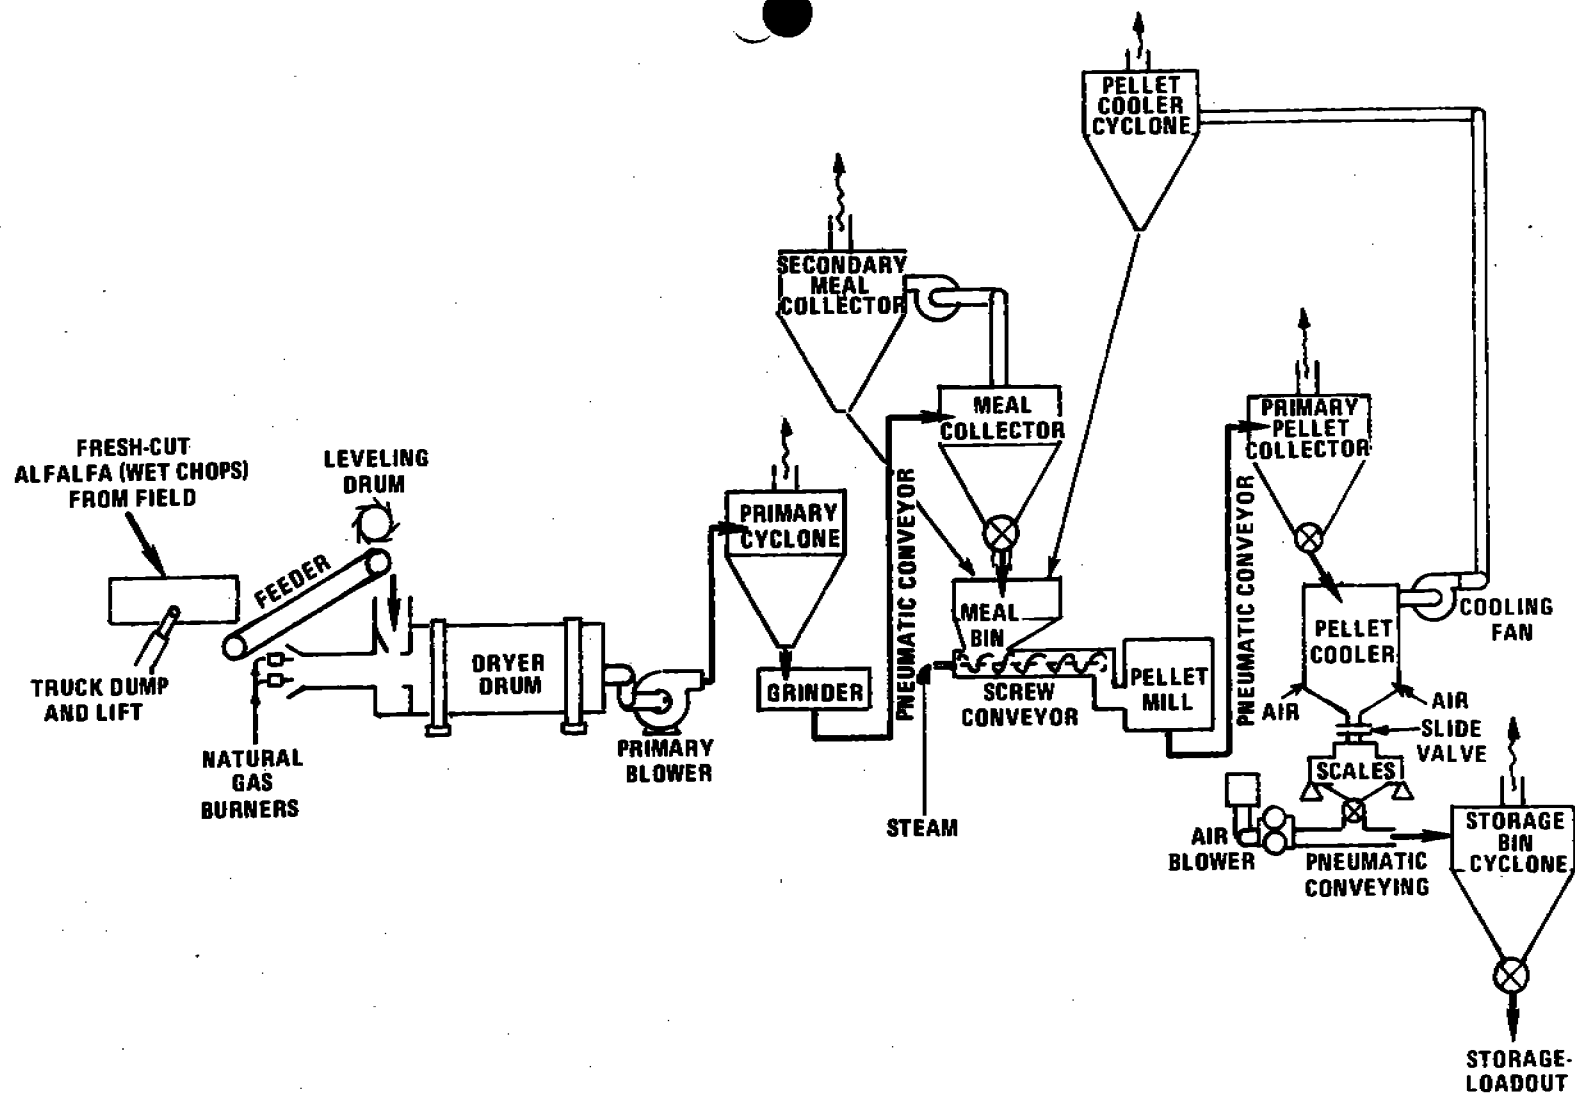 PELLET
COOLER
CYCLONE
SECONDARY
MEAL
COLLECTOR
MEAL
COLLECTOR
PRIMARY
PELLET
COLLECTOR
FRESH-CUT
ALFALFA (WET CHOPS)
FROM FIELD
LEVELING
DRUM
FEEDER
PRIMARY
CYCLONE
PNEUMATIC CONVEYOR
PNEUMATIC CONVEYOR
MEAL
BIN
COOLING
FAN
PELLET
COOLER
DRYER
DRUM
GRINDER
SCREW
CONVEYOR
PELLET
MILL
TRUCK DUMP
AND LIFT
AIR
AIR
SLIDE
VALVE
NATURAL
GAS
BURNERS
PRIMARY
BLOWER
SCALES
STEAM
AIR
BLOWER
PNEUMATIC
CONVEYING
STORAGE
BIN
CYCLONE
STORAGE-
LOADOUT